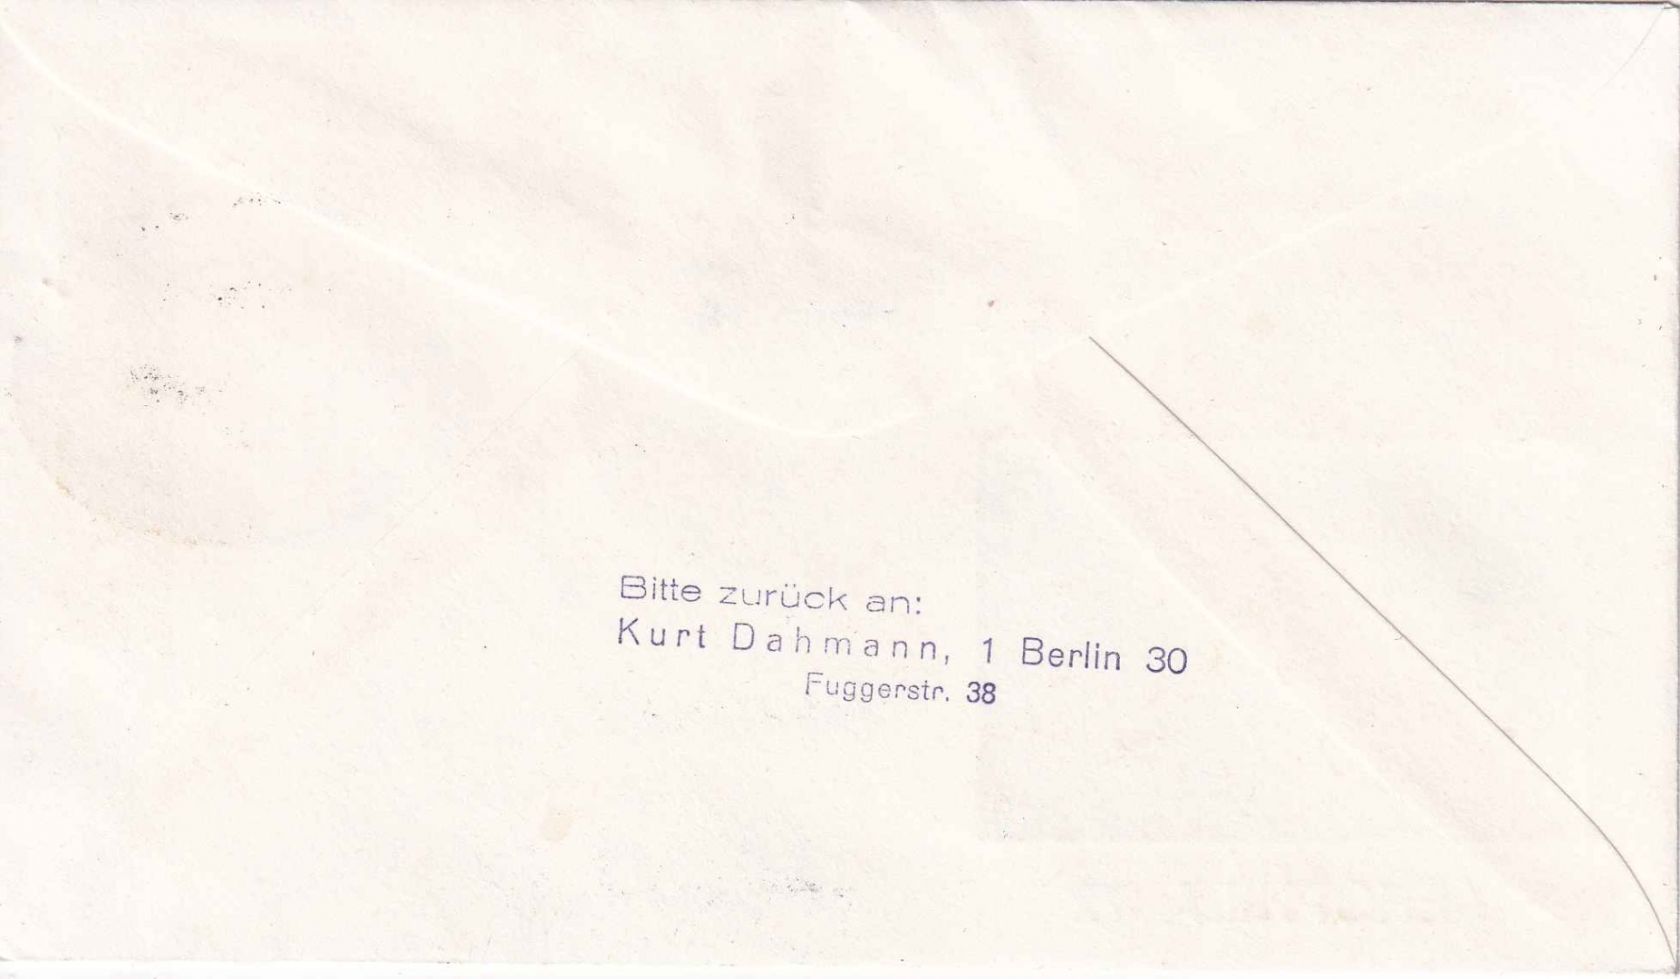 Bitte zurück an:
Kurt Dahmann, 1 Berlin 30
Fuggerstr. 38